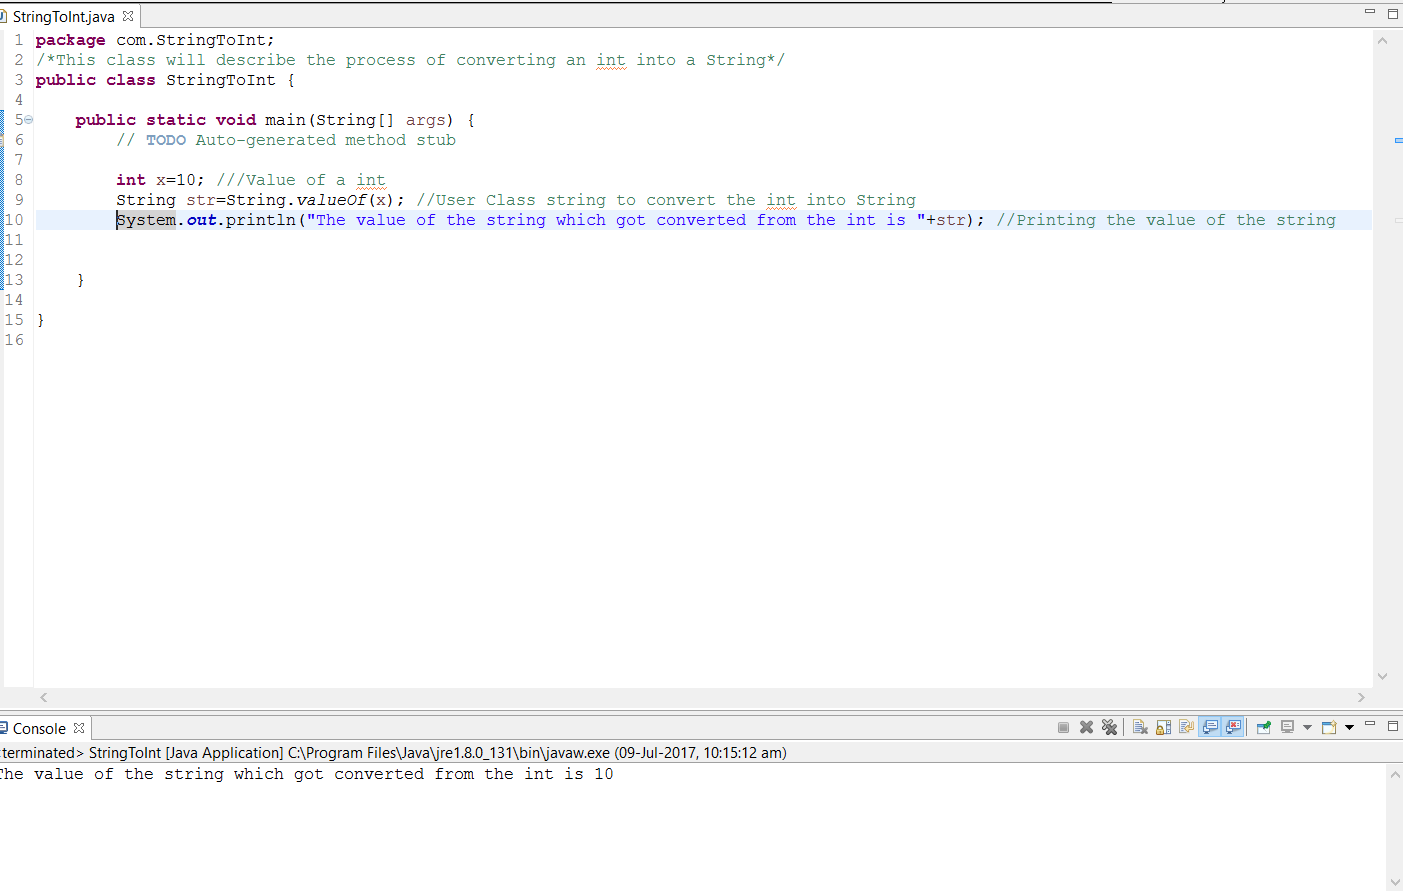 StringToInt.java
1 package com.StringToInt;
2 /*This class will describe the process of converting an int into a String*/
3 public class StringToInt {
4
5 public static void main(String[] args) {
6 // TODO Auto-generated method stub
7
8 int x=10; ///Value of a int
9 String str=String.valueOf(x); //User Class string to convert the int into String
10 System.out.println("The value of the string which got converted from the int is "+str); //Printing the value of the string
11
12
13 }
14
15 }
16
Console
terminated> StringToInt [Java Application] C:\Program Files\Java\jre1.8.0_131\bin\javaw.exe (09-Jul-2017, 10:15:12 am)
The value of the string which got converted from the int is 10